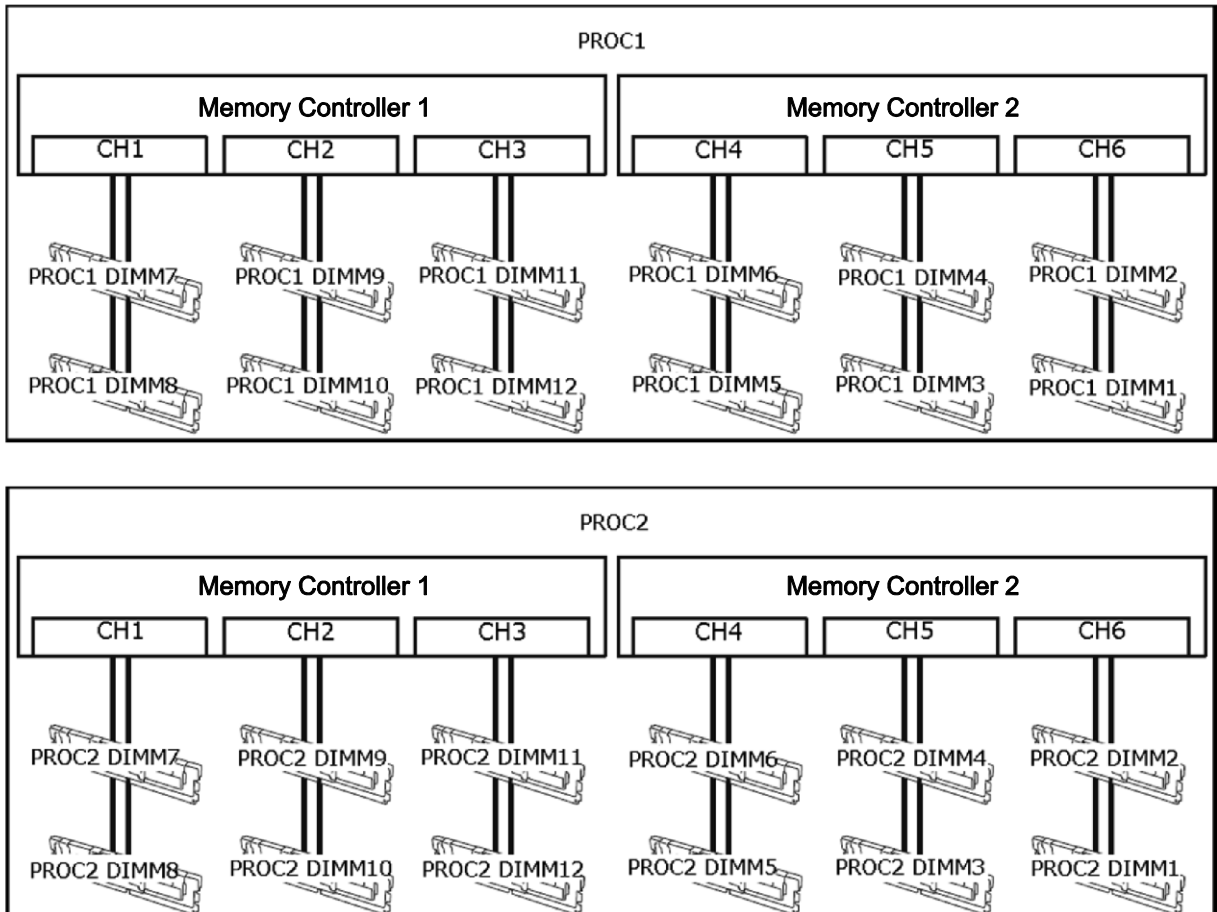 PROC1
Memory Controller 1 Memory Controller 2
CH1 CH2 CH3 CH4 CH5 CH6
PROC1 DIMM7 PROC1 DIMM9 PROC1 DIMM11 PROC1 DIMM6 PROC1 DIMM4 PROC1 DIMM2
PROC1 DIMM8 PROC1 DIMM10 PROC1 DIMM12 PROC1 DIMM5 PROC1 DIMM3 PROC1 DIMM1
PROC2
Memory Controller 1 Memory Controller 2
CH1 CH2 CH3 CH4 CH5 CH6
PROC2 DIMM7 PROC2 DIMM9 PROC2 DIMM11 PROC2 DIMM6 PROC2 DIMM4 PROC2 DIMM2
PROC2 DIMM8 PROC2 DIMM10 PROC2 DIMM12 PROC2 DIMM5 PROC2 DIMM3 PROC2 DIMM1